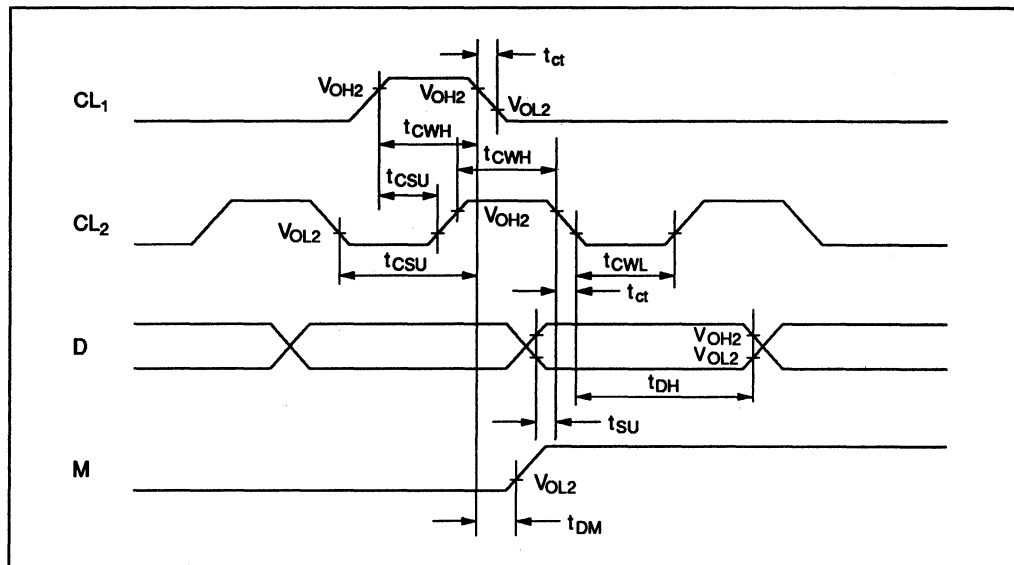 tct
CL1
VOH2
VOH2
VOL2
tCWH
tCWH
tCSU
CL2
VOL2
VOH2
tCSU
tCWL
tct
D
VOH2
VOL2
tDH
tSU
M
VOL2
tDM